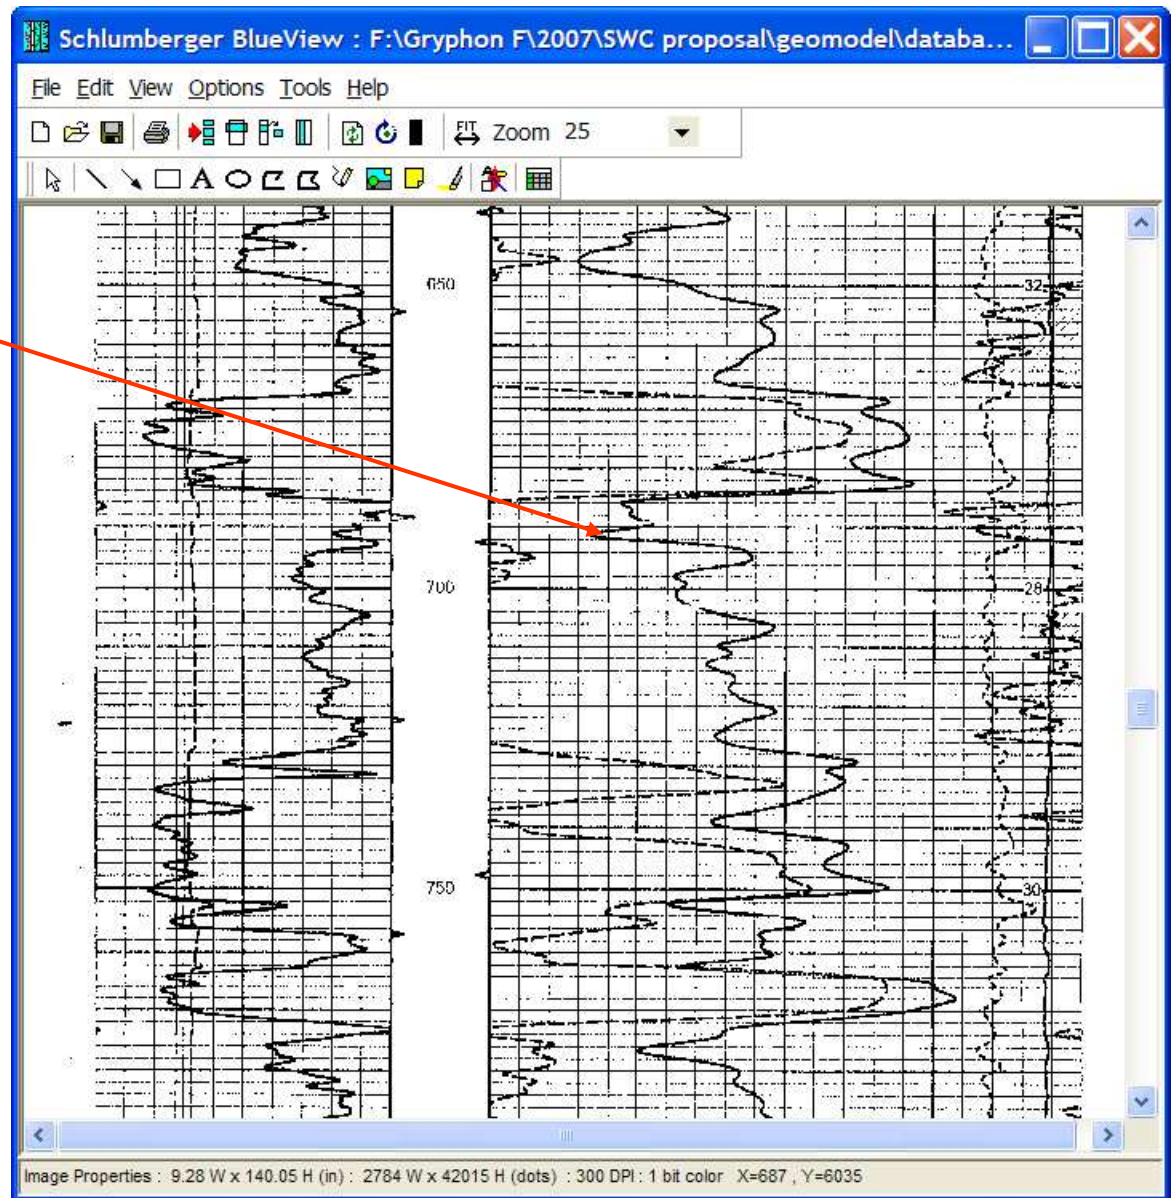 Schlumberger BlueView : F:\Gryphon F\2007\SWC proposal\geomodel\databa...
File Edit View Options Tools Help
FIT Zoom 25
A
650 32
700 28
750 30
Image Properties : 9.28 W x 140.05 H (in) : 2784 W x 42015 H (dots) : 300 DPI : 1 bit color X=687 , Y=6035